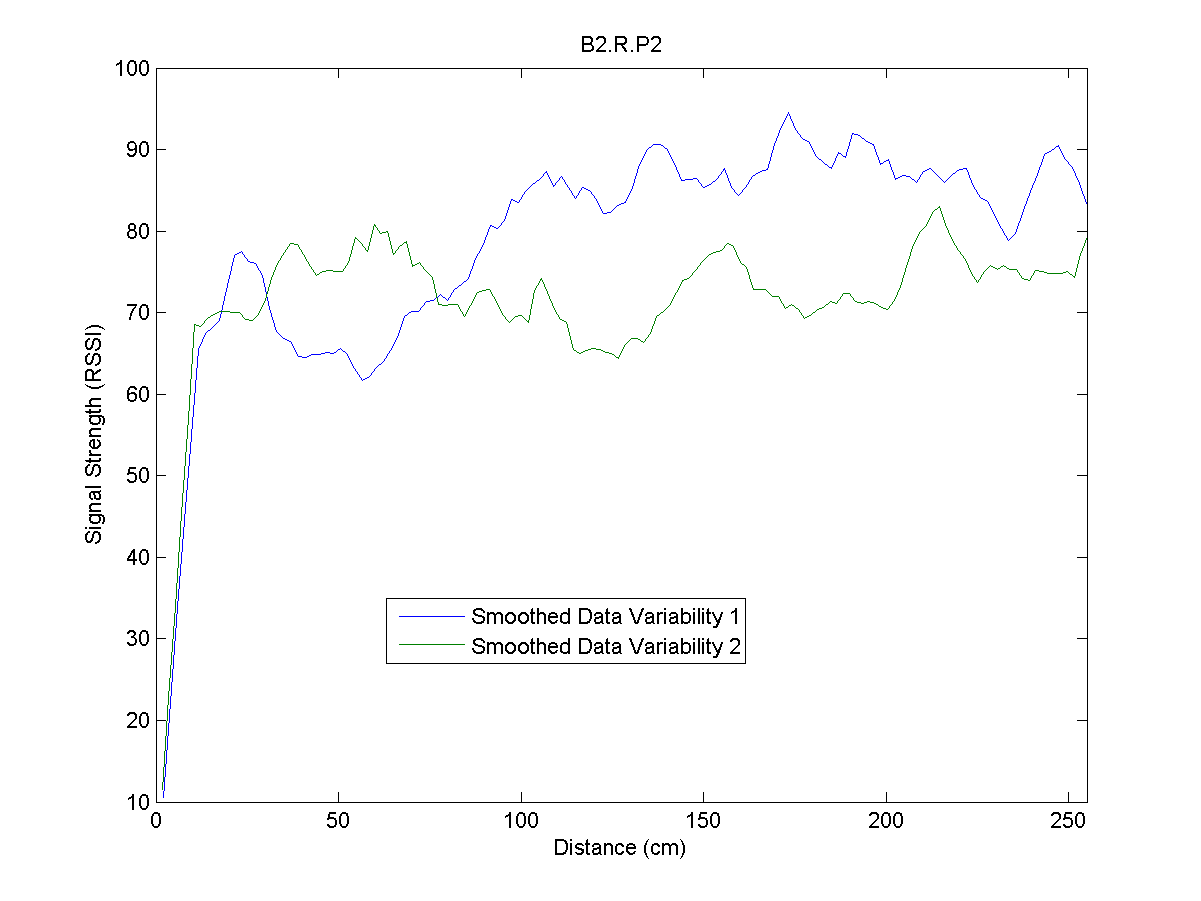 B2.R.P2
100
90
80
70
60
50
40
30
20
10
Signal Strength (RSSI)
Smoothed Data Variability 1
Smoothed Data Variability 2
0 50 100 150 200 250
Distance (cm)